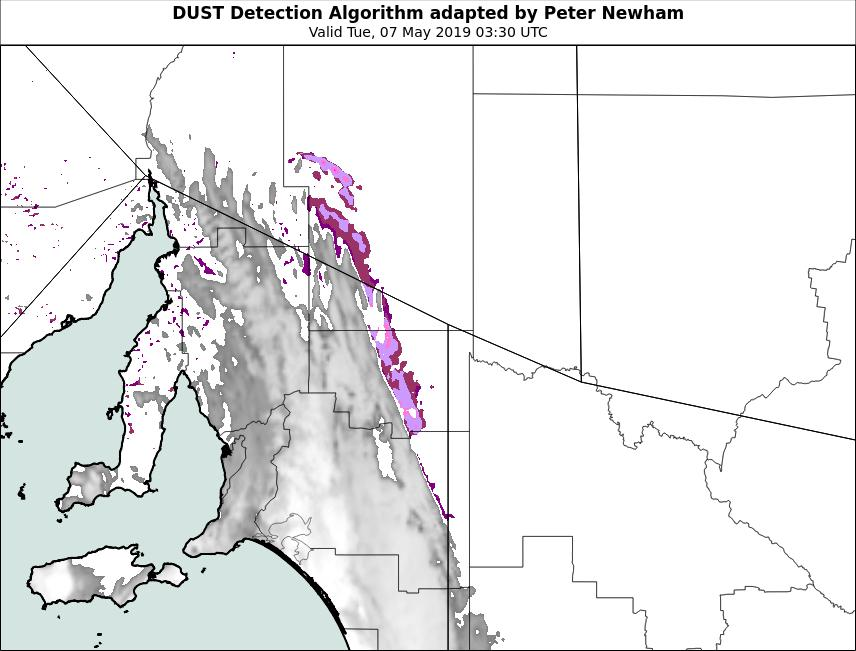 DUST Detection Algorithm adapted by Peter Newham
Valid Tue, 07 May 2019 03:30 UTC